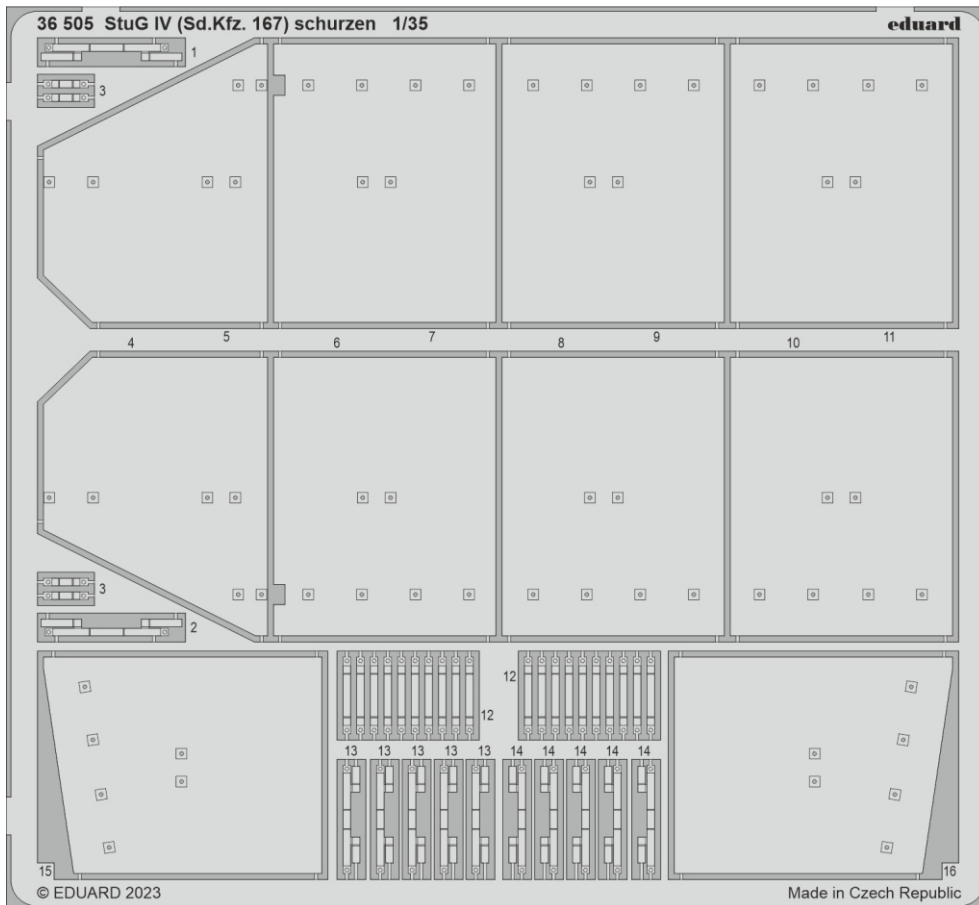 36 505 StuG IV (Sd.Kfz. 167) schurzen 1/35 eduard
1
3
4 5 6 7 8 9 10 11
3
2
12
12
13 13 13 13 13 14 14 14 14 14
15 16
© EDUARD 2023 Made in Czech Republic